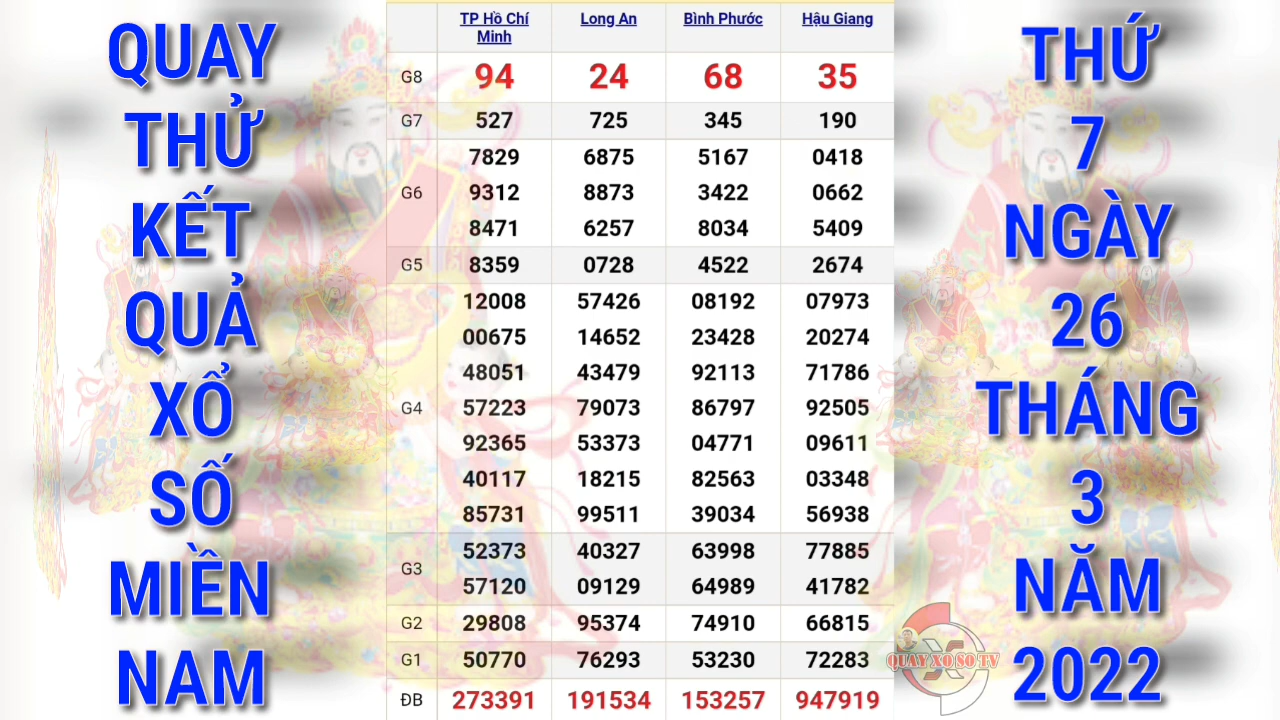 QUAY
THỬ
KẾT
QUẢ
XỔ
SỐ
MIỀN
NAM
TP Hồ Chí Minh Long An Bình Phước Hậu Giang
G8 94 24 68 35
G7 527 725 345 190
7829 6875 5167 0418
G6 9312 8873 3422 0662
8471 6257 8034 5409
G5 8359 0728 4522 2674
12008 57426 08192 07973
00675 14652 23428 20274
48051 43479 92113 71786
G4 57223 79073 86797 92505
92365 53373 04771 09611
40117 18215 82563 03348
85731 99511 39034 56938
G3 52373 40327 63998 77885
57120 09129 64989 41782
G2 29808 95374 74910 66815
G1 50770 76293 53230 72283
ĐB 273391 191534 153257 947919
THỨ
7
NGÀY
26
THÁNG
3
NĂM
2022
QUAY XO SO TV